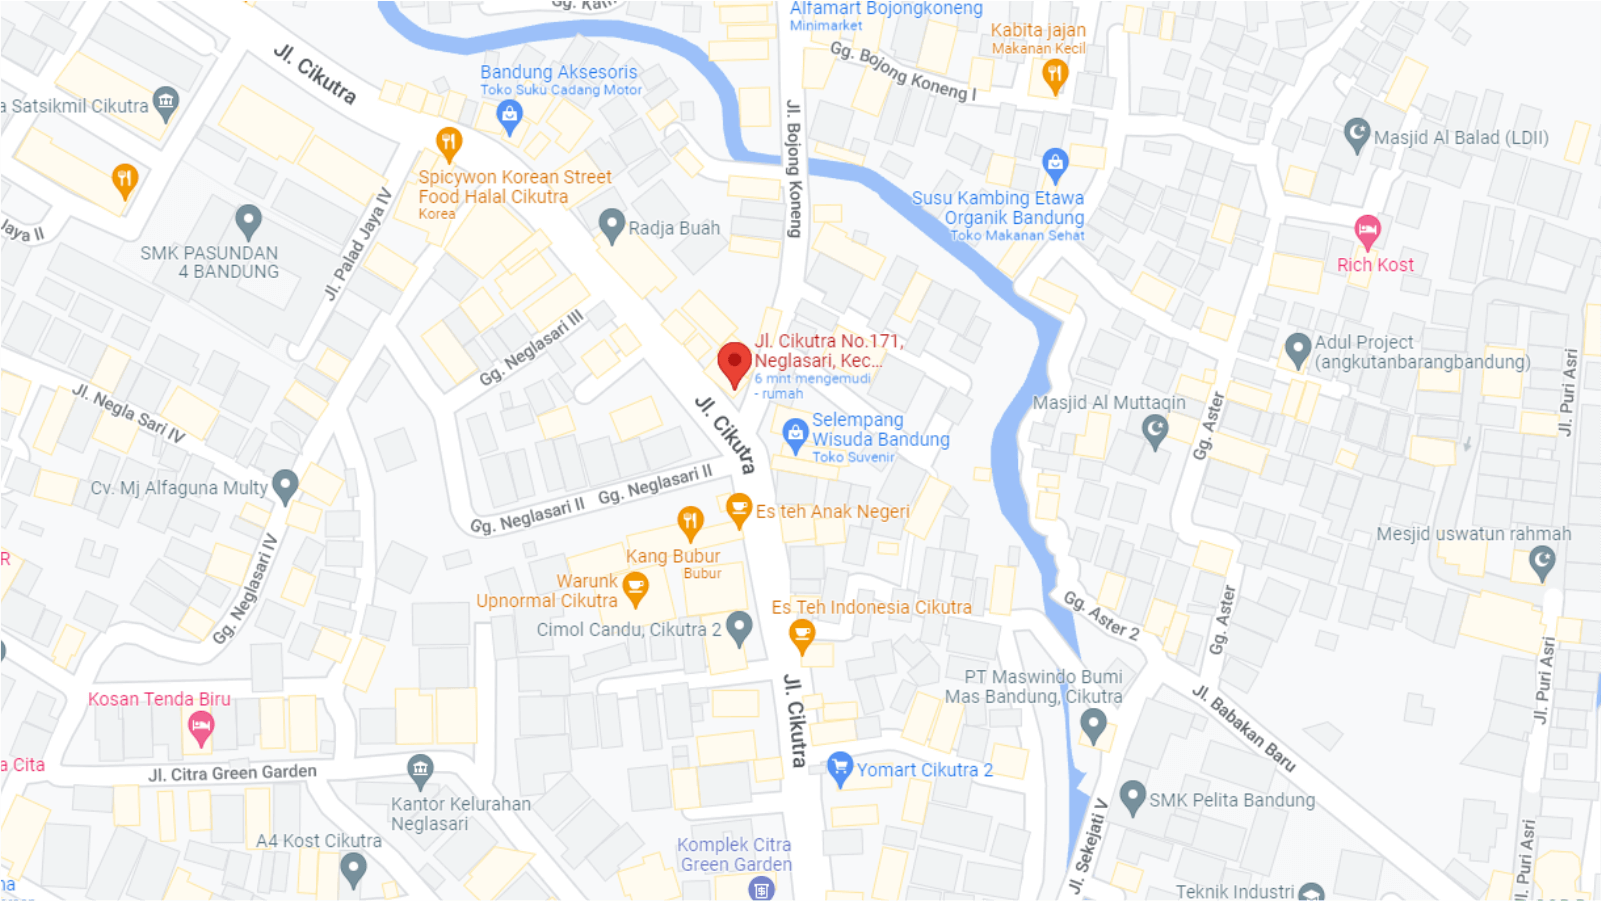 Alfamart Bojongkoneng
Minimarket
Kabita jajan
Makanan Kecil
Gg. Bojong Koneng I
Jl. Cikutra
Bandung Aksesoris
Toko Suku Cadang Motor
a Satsikmil Cikutra
Jl. Bojong Koneng
Masjid Al Balad (LDII)
Spicywon Korean Street
Food Halal Cikutra
Korea
Susu Kambing Etawa
Organik Bandung
Toko Makanan Sehat
Jaya II
Jl. Palad Jaya IV
Radja Buah
SMK PASUNDAN
4 BANDUNG
Rich Kost
Gg. Neglasari III
Jl. Cikutra No.171,
Neglasari, Kec...
6 mnt mengemudi
- rumah
Adul Project
(angkutanbarangbandung)
Jl. Puri Asri
Jl. Negla Sari IV
Jl. Cikutra
Masjid Al Muttaqin
Gg. Aster
Selempang
Wisuda Bandung
Toko Suvenir
Cv. Mj Alfaguna Multy
Gg. Neglasari II
Gg. Neglasari II
Es teh Anak Negeri
Mesjid uswatun rahmah
R
Kang Bubur
Bubur
Gg. Neglasari IV
Warunk
Upnormal Cikutra
Es Teh Indonesia Cikutra
Gg. Aster 2
Gg. Aster
Cimol Candu, Cikutra 2
PT Maswindo Bumi
Mas Bandung, Cikutra
Jl. Puri Asri
Kosan Tenda Biru
Jl. Cikutra
Jl. Babakan Baru
a Cita
Jl. Citra Green Garden
Yomart Cikutra 2
Kantor Kelurahan
Neglasari
SMK Pelita Bandung
Jl. Sekejati V
A4 Kost Cikutra
Komplek Citra
Green Garden
Jl. Puri Asri
na
Teknik Industri